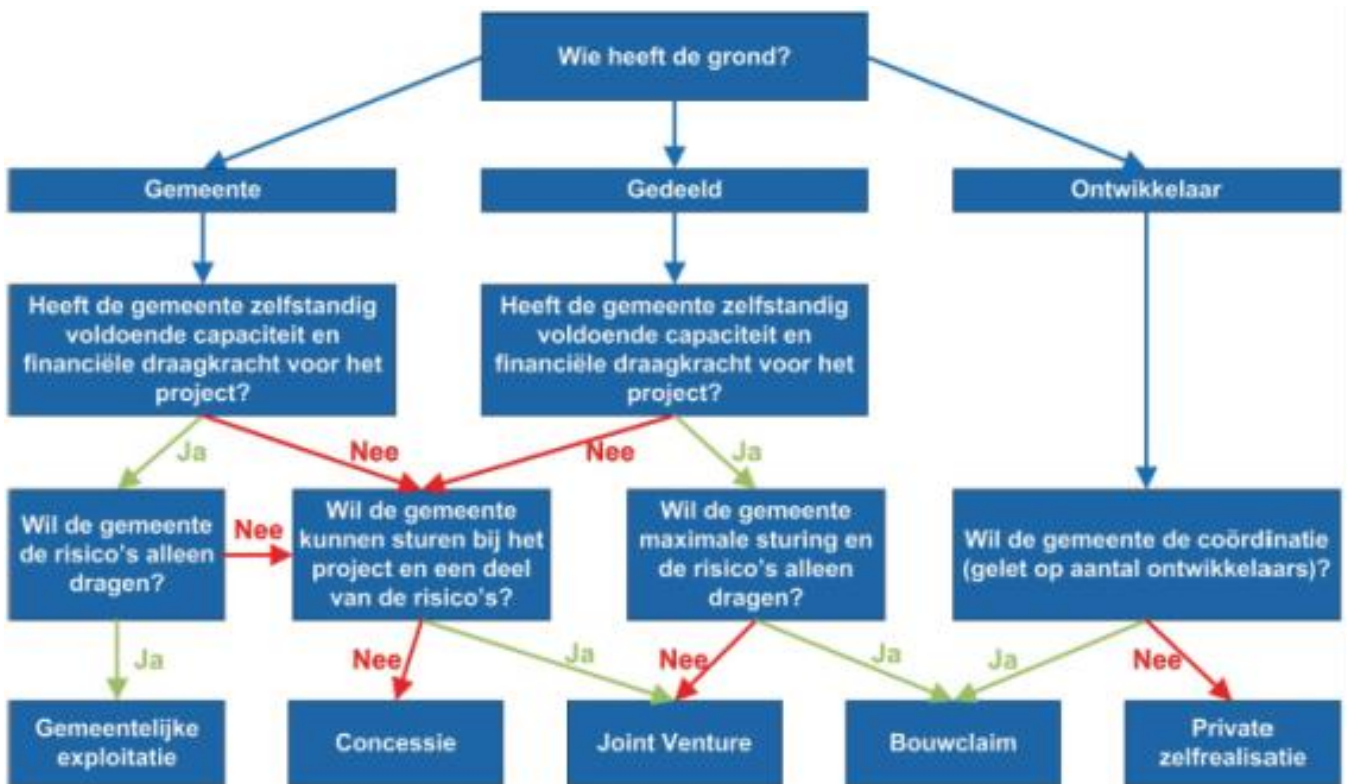 Wie heeft de grond?
Gemeente
Gedeeld
Ontwikkelaar
Heeft de gemeente zelfstandig
voldoende capaciteit en
financiële draagkracht voor het
project?
Heeft de gemeente zelfstandig
voldoende capaciteit en
financiële draagkracht voor het
project?
Ja
Nee
Nee
Ja
Wil de gemeente
de risico's alleen
dragen?
Nee
Wil de gemeente
kunnen sturen bij het
project en een deel
van de risico's?
Wil de gemeente
maximale sturing en
de risico's alleen
dragen?
Wil de gemeente de coördinatie
(gelet op aantal ontwikkelaars)?
Ja
Nee
Ja
Nee
Ja
Ja
Nee
Gemeentelijke
exploitatie
Concessie
Joint Venture
Bouwclaim
Private
zelfrealisatie